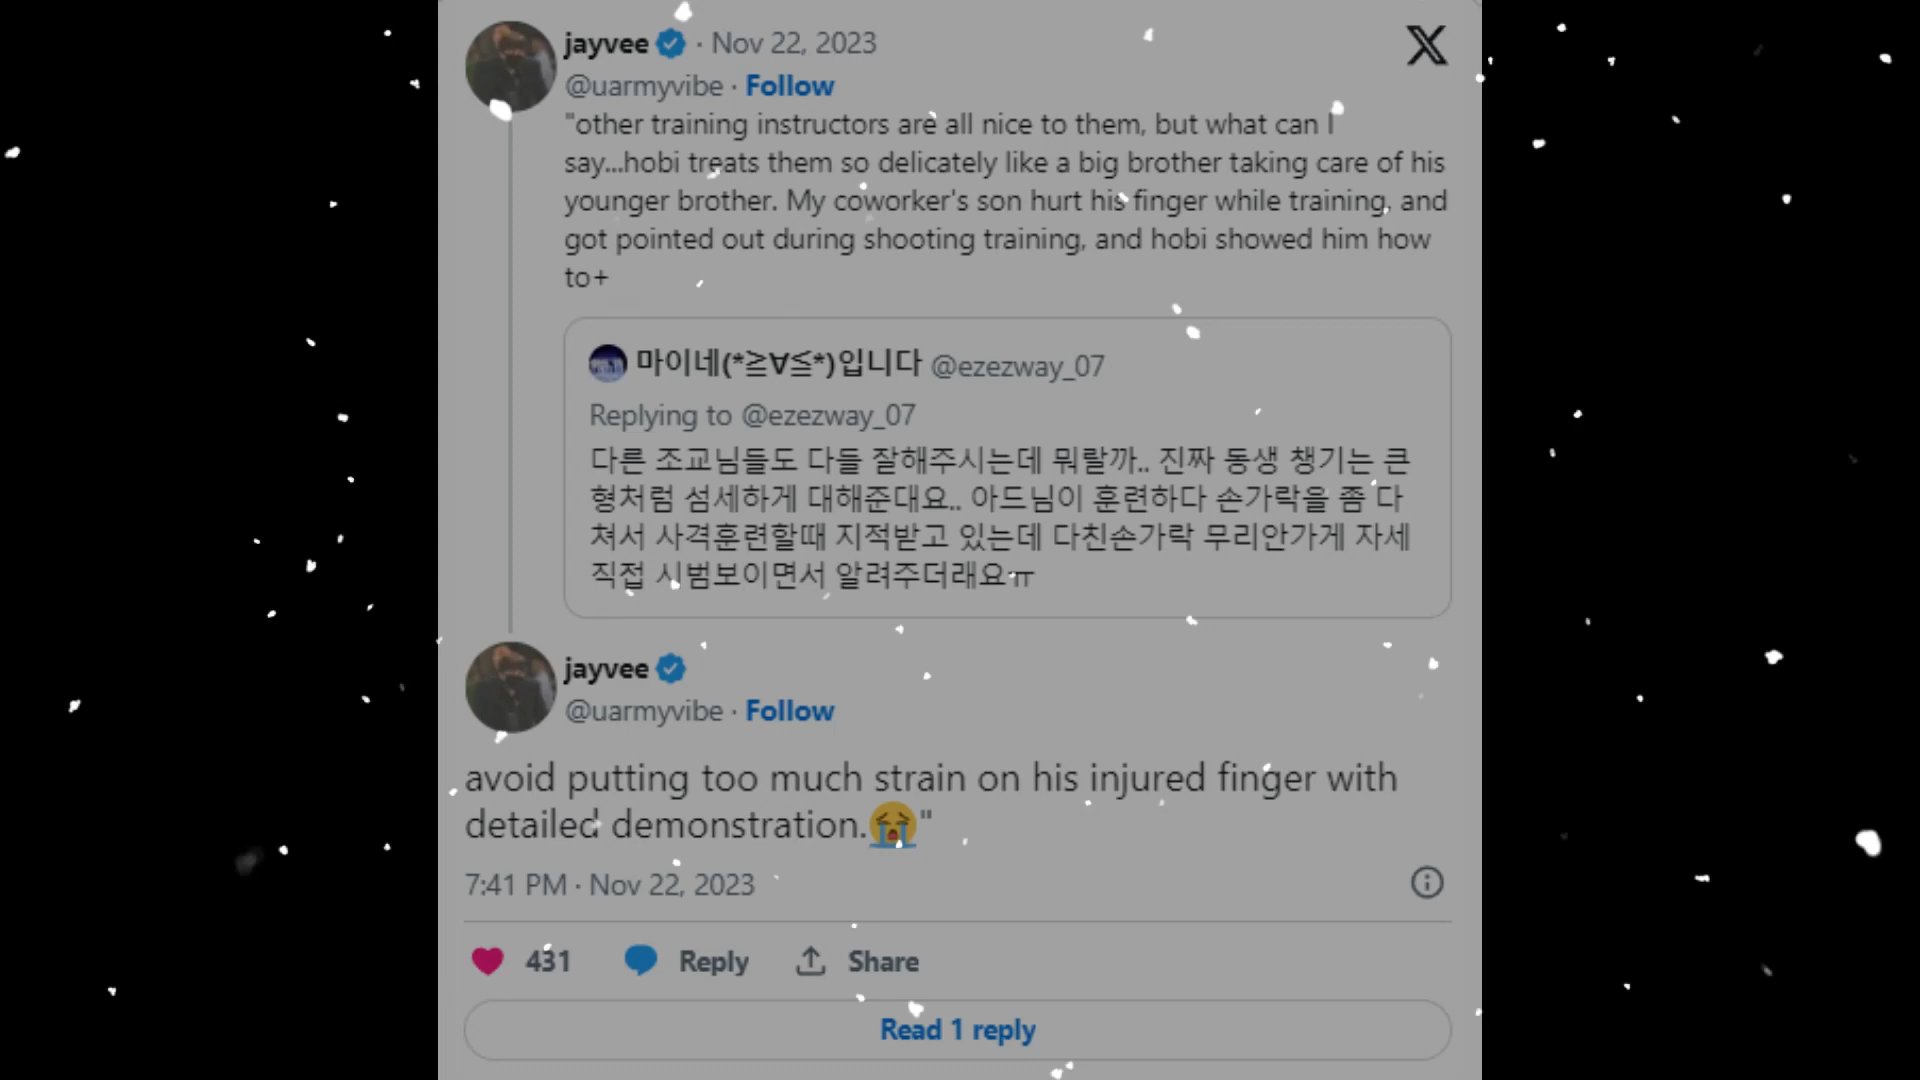 jayvee · Nov 22, 2023
@uarmyvibe · Follow
"other training instructors are all nice to them, but what can I
say...hobi treats them so delicately like a big brother taking care of his
younger brother. My coworker's son hurt his finger while training, and
got pointed out during shooting training, and hobi showed him how
to+
마이네(*≧∀≦*)입니다 @ezezway_07
Replying to @ezezway_07
다른 조교님들도 다들 잘해주시는데 뭐랄까.. 진짜 동생 챙기는 큰
형처럼 섬세하게 대해준대요.. 아드님이 훈련하다 손가락을 좀 다
쳐서 사격훈련할때 지적받고 있는데 다친손가락 무리안가게 자세
직접 시범보이면서 알려주더래요ㅠ
jayvee
@uarmyvibe · Follow
avoid putting too much strain on his injured finger with
detailed demonstration.😭"
7:41 PM · Nov 22, 2023
431 Reply Share
Read 1 reply